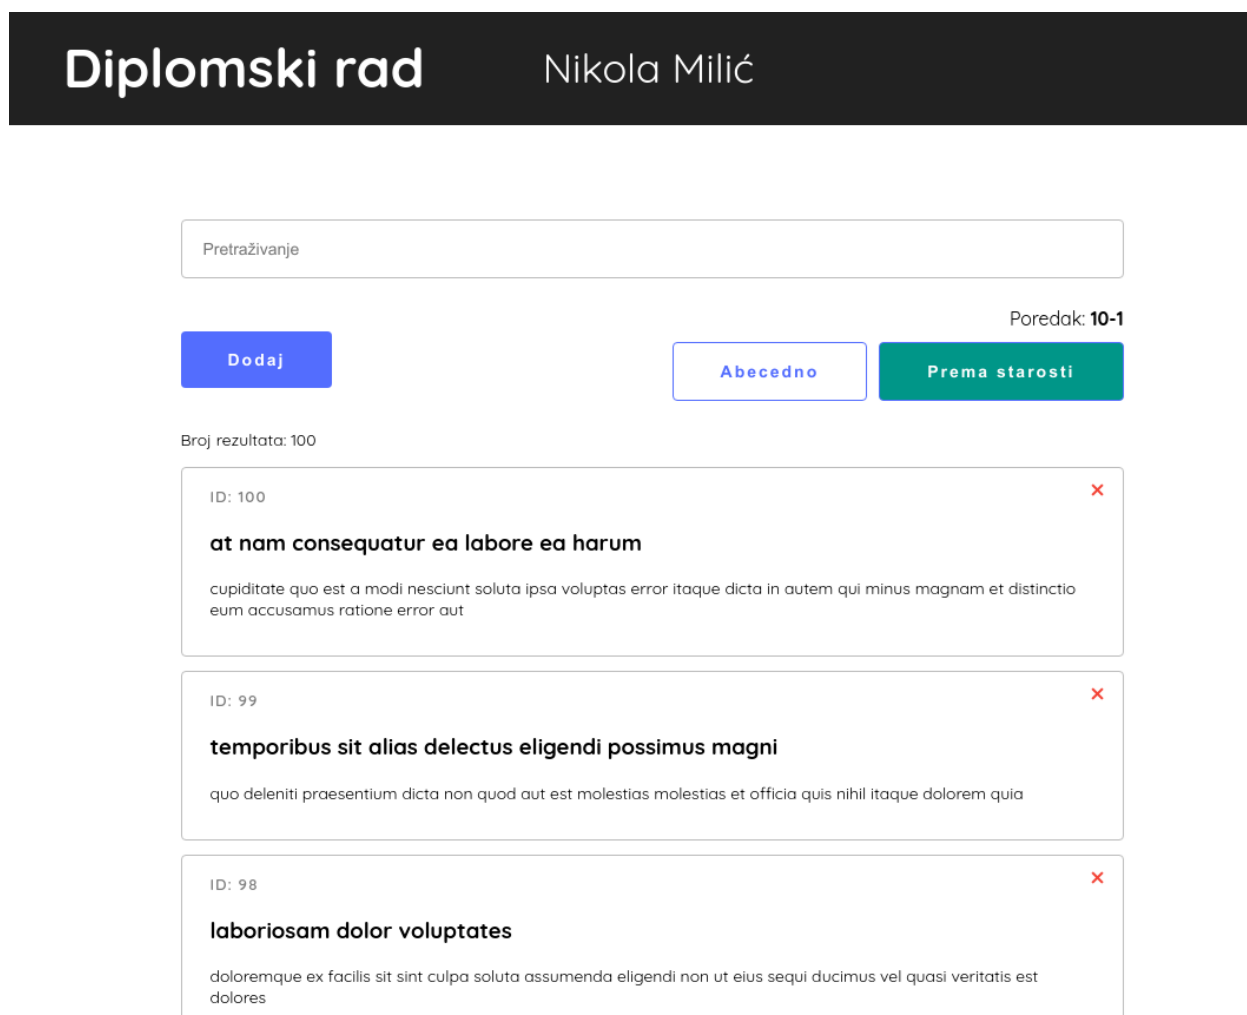 Diplomski rad
Nikola Milić
Pretraživanje
Poredak: 10-1
Dodaj
Abecedno
Prema starosti
Broj rezultata: 100
ID: 100
at nam consequatur ea labore ea harum
cupiditate quo est a modi nesciunt soluta ipsa voluptas error itaque dicta in autem qui minus magnam et distinctio
eum accusamus ratione error aut
ID: 99
temporibus sit alias delectus eligendi possimus magni
quo deleniti praesentium dicta non quod aut est molestias molestias et officia quis nihil itaque dolorem quia
ID: 98
laboriosam dolor voluptates
doloremque ex facilis sit sint culpa soluta assumenda eligendi non ut eius sequi ducimus vel quasi veritatis est
dolores